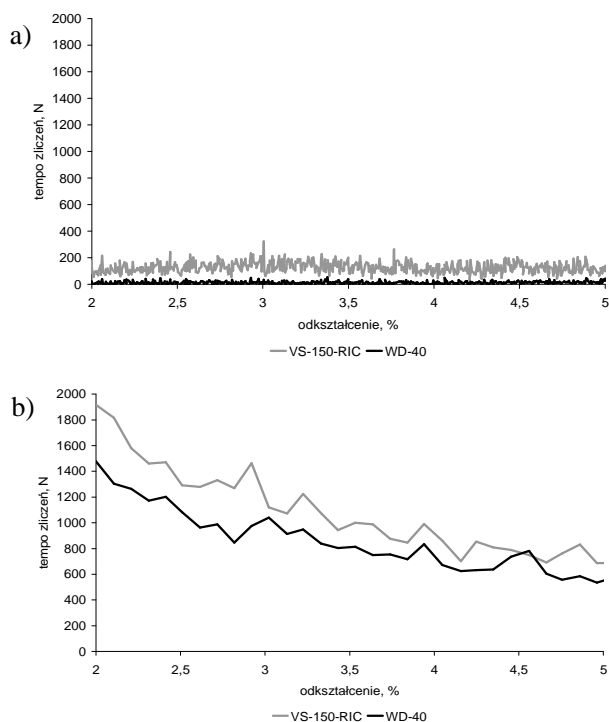 a)
tempo zliczeń, N
2000
1800
1600
1400
1200
1000
800
600
400
200
0
2 2,5 3 3,5 4 4,5 5
odkształcenie, %
VS-150-RIC WD-40
b)
tempo zliczeń, N
2000
1800
1600
1400
1200
1000
800
600
400
200
0
2 2,5 3 3,5 4 4,5 5
odkształcenie, %
VS-150-RIC WD-40